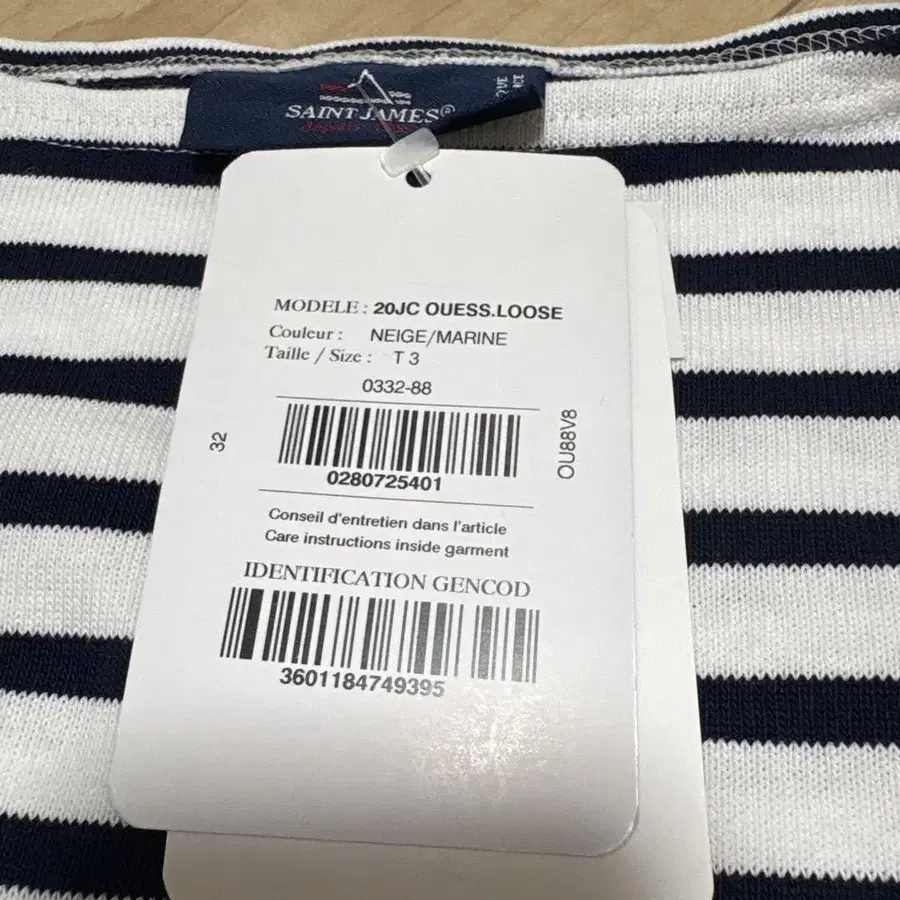 SAINT JAMES®
depuis
MODELE : 20JC OUESS.LOOSE
Couleur : NEIGE/MARINE
Taille / Size : T 3
0332-88
32
OU88V8
0280725401
Conseil d'entretien dans l'article
Care instructions inside garment
IDENTIFICATION GENCOD
3601184749395